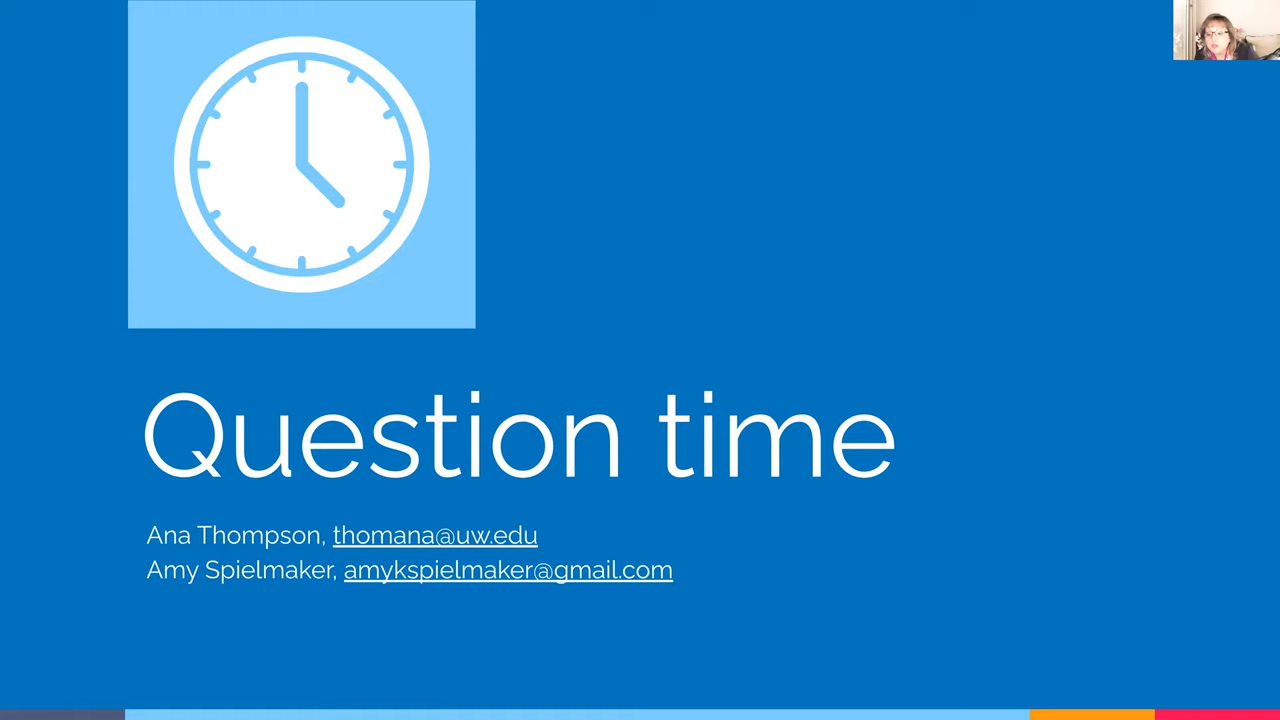 Question time
Ana Thompson, thomana@uw.edu
Amy Spielmaker, amykspielmaker@gmail.com